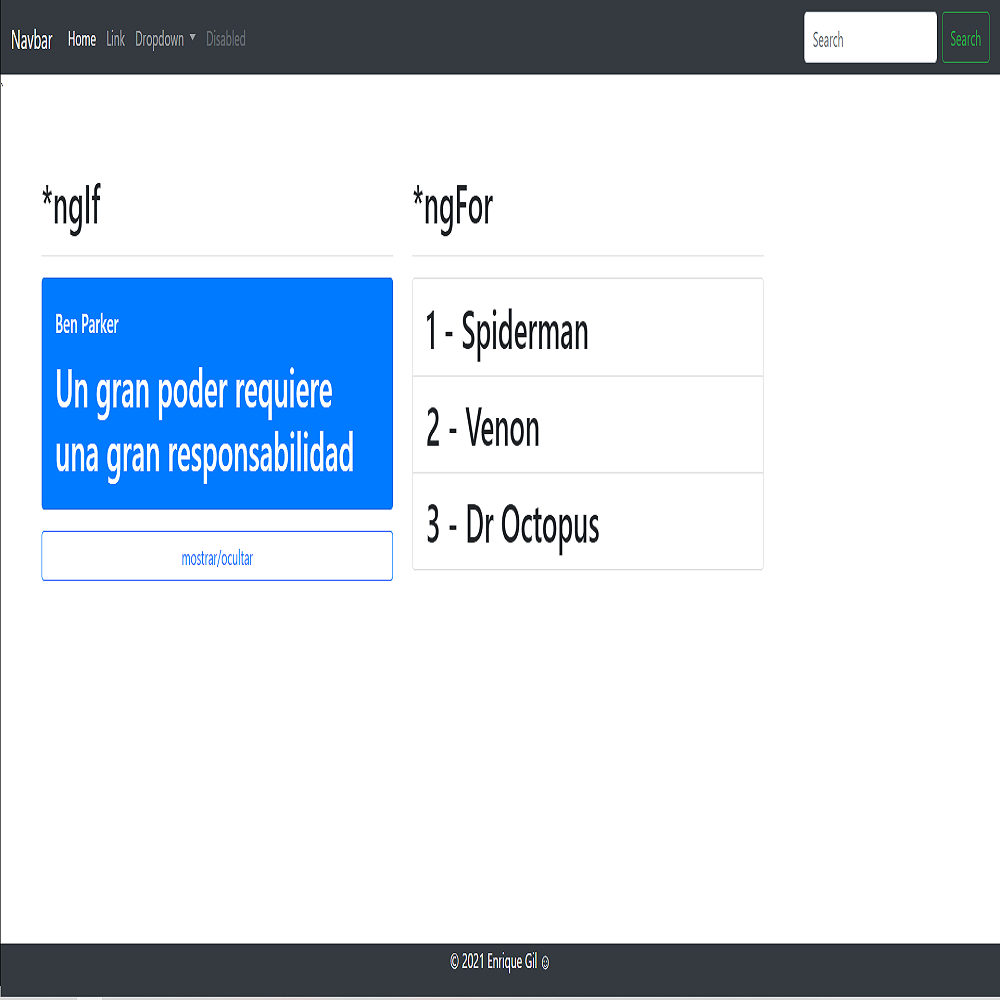 Navbar Home Link Dropdown Disabled Search Search
*ngIf
Ben Parker
Un gran poder requiere
una gran responsabilidad
mostrar/ocultar
*ngFor
1 - Spiderman
2 - Venon
3 - Dr Octopus
© 2021 Enrique Gil ☺